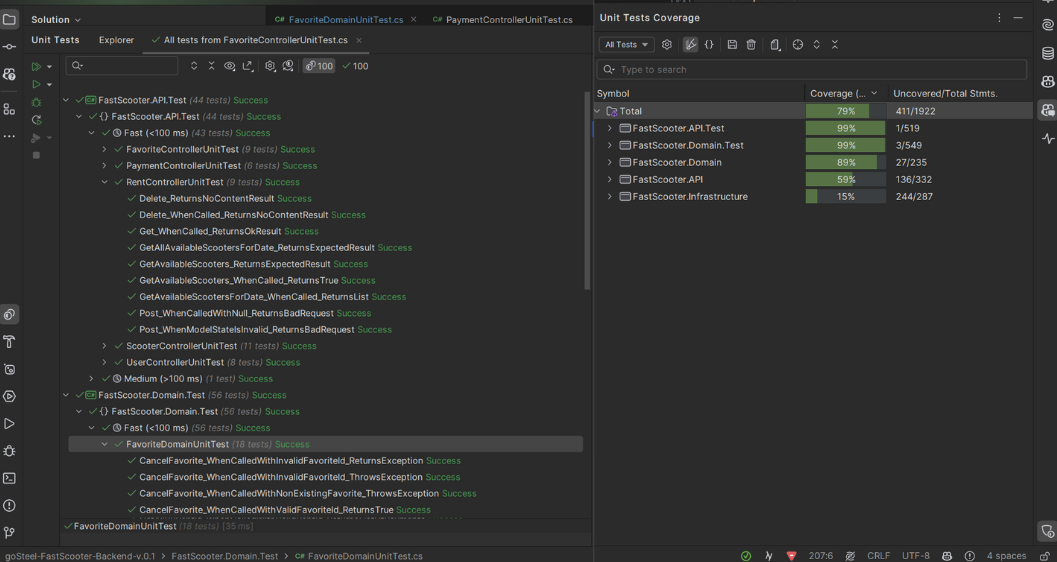 Solution
FavoriteDomainUnitTest.cs
PaymentControllerUnitTest.cs
Unit Tests
Explorer
All tests from FavoriteControllerUnitTest.cs
100
100
FastScooter.API.Test (44 tests) Success
FastScooter.API.Test (44 tests) Success
Fast (<100 ms) (43 tests) Success
FavoriteControllerUnitTest (9 tests) Success
PaymentControllerUnitTest (6 tests) Success
RentControllerUnitTest (9 tests) Success
Delete_ReturnsNoContentResult Success
Delete_WhenCalled_ReturnsNoContentResult Success
Get_WhenCalled_ReturnsOkResult Success
GetAllAvailableScootersForDate_ReturnsExpectedResult Success
GetAvailableScooters_ReturnsExpectedResult Success
GetAvailableScooters_WhenCalled_ReturnsTrue Success
GetAvailableScootersForDate_WhenCalled_ReturnsList Success
Post_WhenCalledWithNull_ReturnsBadRequest Success
Post_WhenModelStateIsInvalid_ReturnsBadRequest Success
ScooterControllerUnitTest (11 tests) Success
UserControllerUnitTest (8 tests) Success
Medium (>100 ms) (1 test) Success
FastScooter.Domain.Test (56 tests) Success
FastScooter.Domain.Test (56 tests) Success
Fast (<100 ms) (56 tests) Success
FavoriteDomainUnitTest (18 tests) Success
CancelFavorite_WhenCalledWithInvalidFavoriteId_ReturnsException Success
CancelFavorite_WhenCalledWithInvalidFavoriteId_ThrowsException Success
CancelFavorite_WhenCalledWithNonExistingFavorite_ThrowsException Success
CancelFavorite_WhenCalledWithValidFavoriteId_ReturnsTrue Success
FavoriteDomainUnitTest (18 tests) [35 ms]
Unit Tests Coverage
All Tests
Type to search
Symbol Coverage (... Uncovered/Total Stmts.
Total 79% 411/1922
FastScooter.API.Test 99% 1/519
FastScooter.Domain.Test 99% 3/549
FastScooter.Domain 89% 27/235
FastScooter.API 59% 136/332
FastScooter.Infrastructure 15% 244/287
goSteel-FastScooter-Backend-v.0.1 > FastScooter.Domain.Test > C# FavoriteDomainUnitTest.cs
207:6 CRLF UTF-8 4 spaces